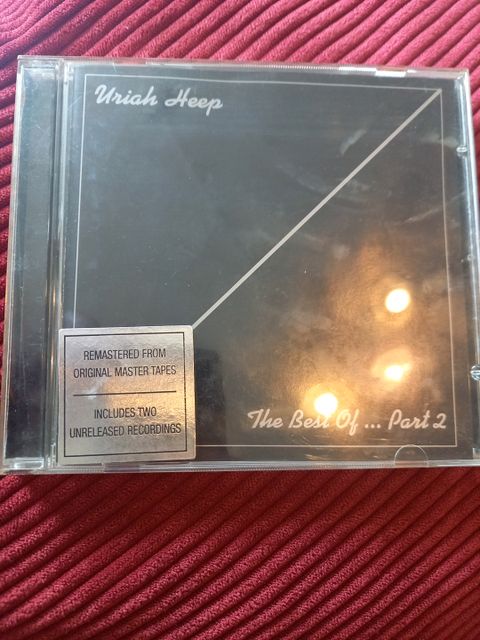 Uriah Heep
REMASTERED FROM
ORIGINAL MASTER TAPES
INCLUDES TWO
UNRELEASED RECORDINGS
The Best Of ... Part 2